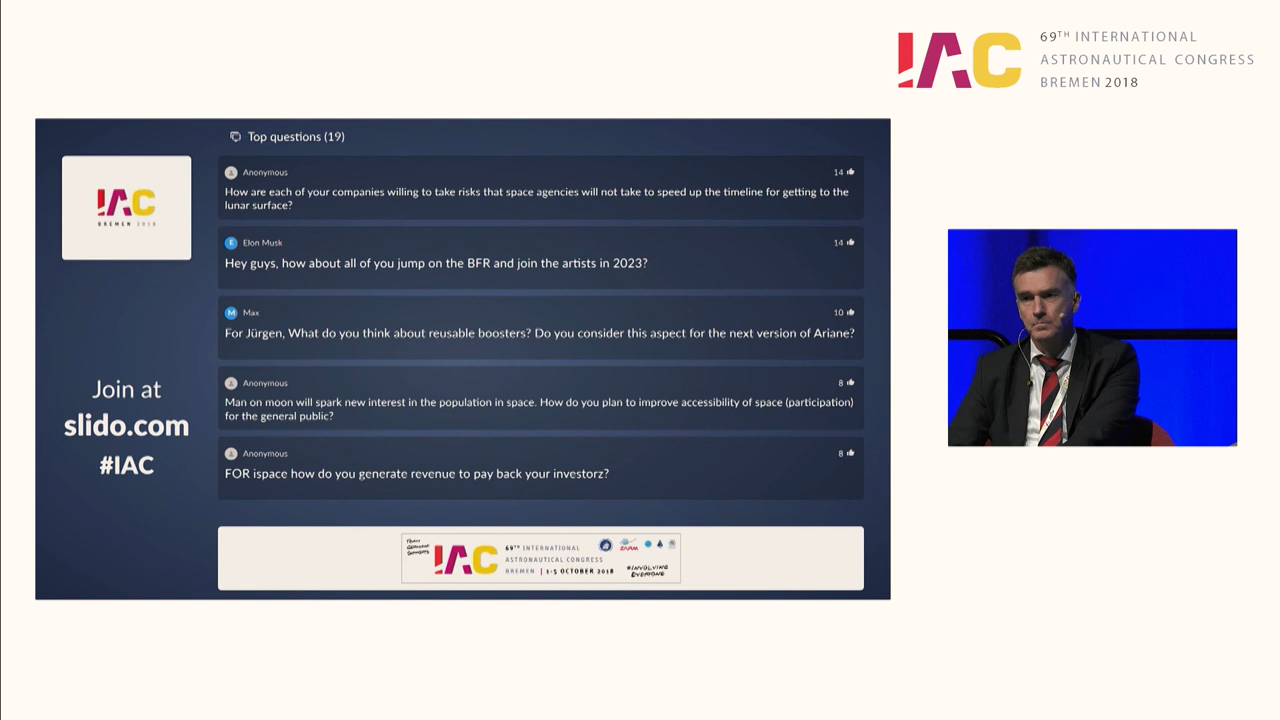 IAC
69TH INTERNATIONAL
ASTRONAUTICAL CONGRESS
BREMEN 2018
Top questions (19)
IAC
BREMEN 2018
Join at
slido.com
#IAC
Anonymous
14
How are each of your companies willing to take risks that space agencies will not take to speed up the timeline for getting to the
lunar surface?
E Elon Musk
14
Hey guys, how about all of you jump on the BFR and join the artists in 2023?
M Max
10
For Jürgen, What do you think about reusable boosters? Do you consider this aspect for the next version of Ariane?
Anonymous
8
Man on moon will spark new interest in the population in space. How do you plan to improve accessibility of space (participation)
for the general public?
Anonymous
8
FOR ispace how do you generate revenue to pay back your investorz?
TEAM
GERMANY
IAC
69TH INTERNATIONAL
ASTRONAUTICAL CONGRESS
BREMEN | 1-5 OCTOBER 2018
ZARM
#INVOLVING
EVERYONE